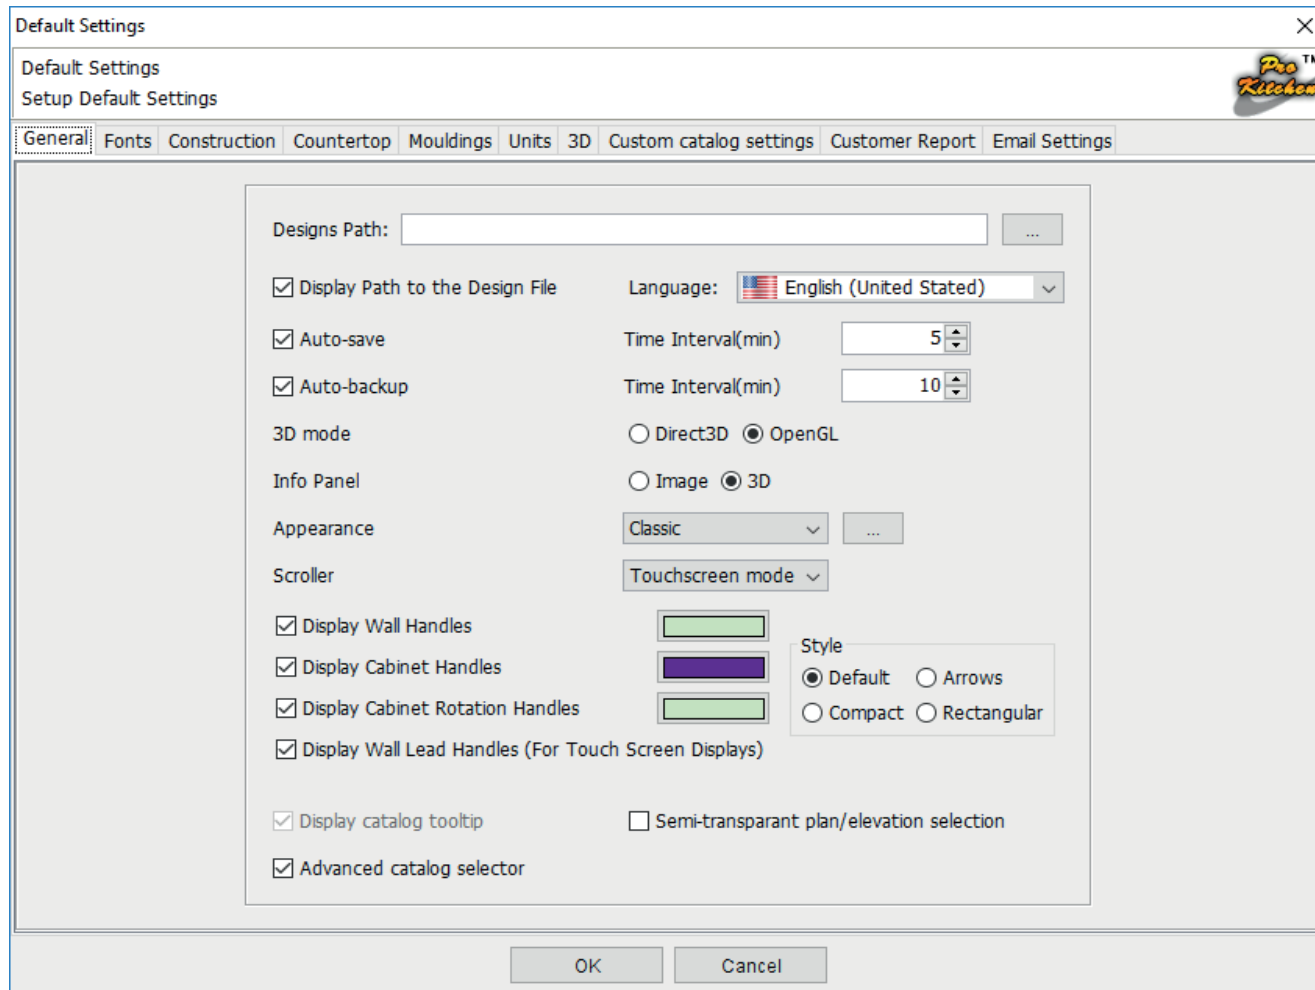 Default Settings
Default Settings
Setup Default Settings
Pro Kitchen
TM
General Fonts Construction Countertop Mouldings Units 3D Custom catalog settings Customer Report Email Settings
Designs Path: ...
Display Path to the Design File Language: English (United Stated)
Auto-save Time Interval(min) 5
Auto-backup Time Interval(min) 10
3D mode Direct3D OpenGL
Info Panel Image 3D
Appearance Classic ...
Scroller Touchscreen mode
Display Wall Handles
Style
Display Cabinet Handles Default Arrows
Display Cabinet Rotation Handles Compact Rectangular
Display Wall Lead Handles (For Touch Screen Displays)
Display catalog tooltip Semi-transparant plan/elevation selection
Advanced catalog selector
OK Cancel